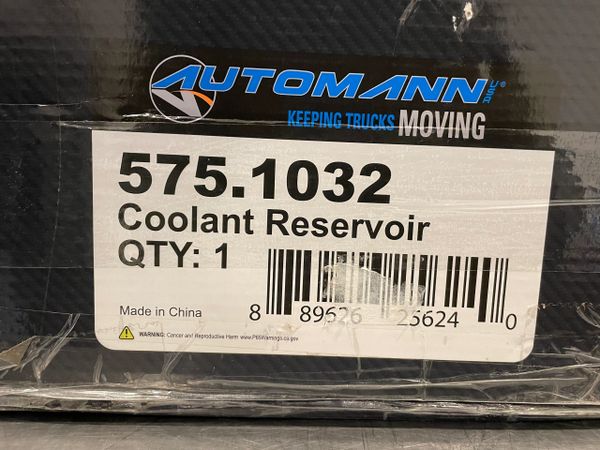 AUTOMANN USA®
KEEPING TRUCKS MOVING
575.1032
Coolant Reservoir
QTY: 1
Made in China
8 89626 25624 0
WARNING: Cancer and Reproductive Harm www.P65Warnings.ca.gov